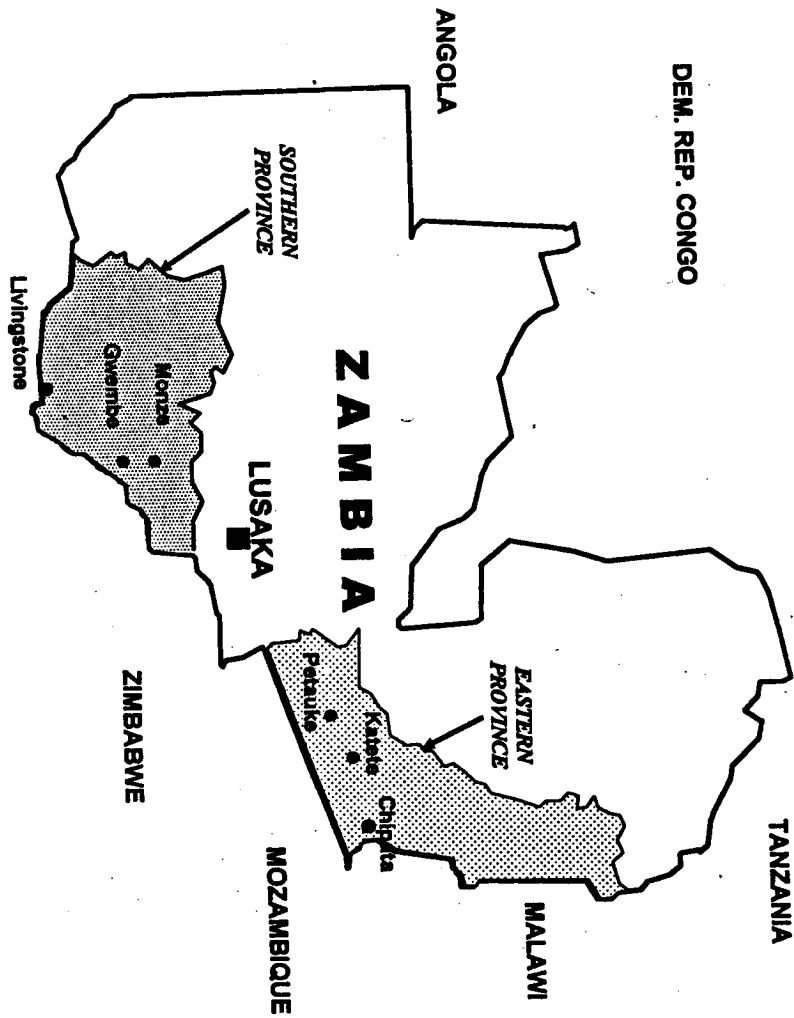 DEM. REP. CONGO
TANZANIA
ANGOLA
EASTERN
PROVINCE
MALAWI
ZAMBIA
Chipata
Katete
Petauke
SOUTHERN
PROVINCE
LUSAKA
MOZAMBIQUE
Monze
Gwembe
ZIMBABWE
Livingstone